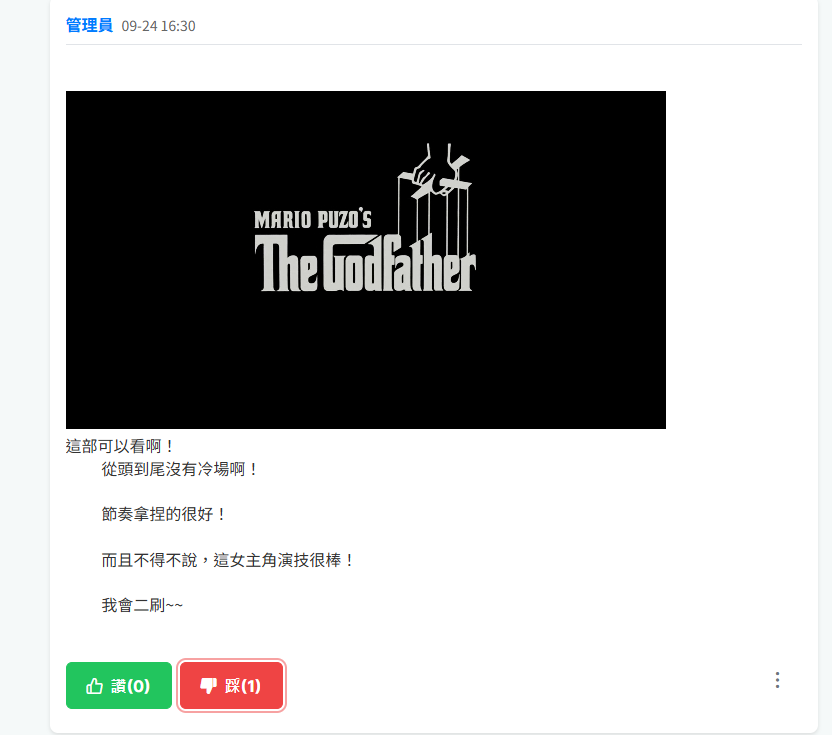 管理員 09-24 16:30
MARIO PUZO'S
The Godfather
這部可以看啊！
從頭到尾沒有冷場啊！
節奏拿捏的很好！
而且不得不說，這女主角演技很棒！
我會二刷~~
讚(0) 踩(1)